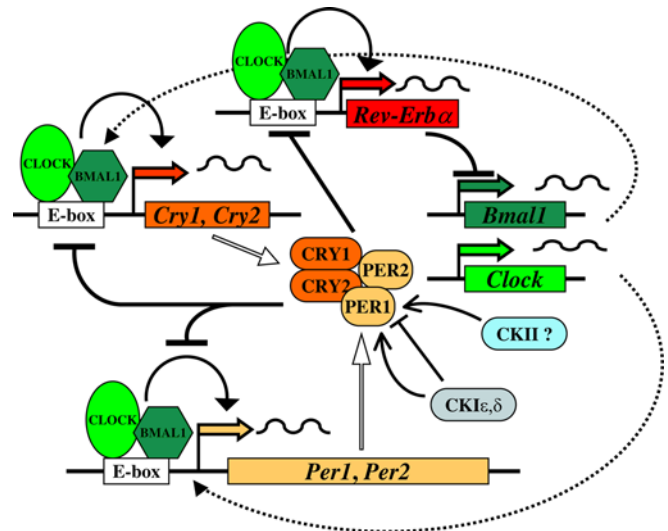 CLOCK
BMAL1
E-box
Rev-Erbα
CLOCK
BMAL1
E-box
Cry1, Cry2
Bmal1
Clock
CRY1
CRY2
PER2
PER1
CKII ?
CKIε,δ
CLOCK
BMAL1
E-box
Per1, Per2